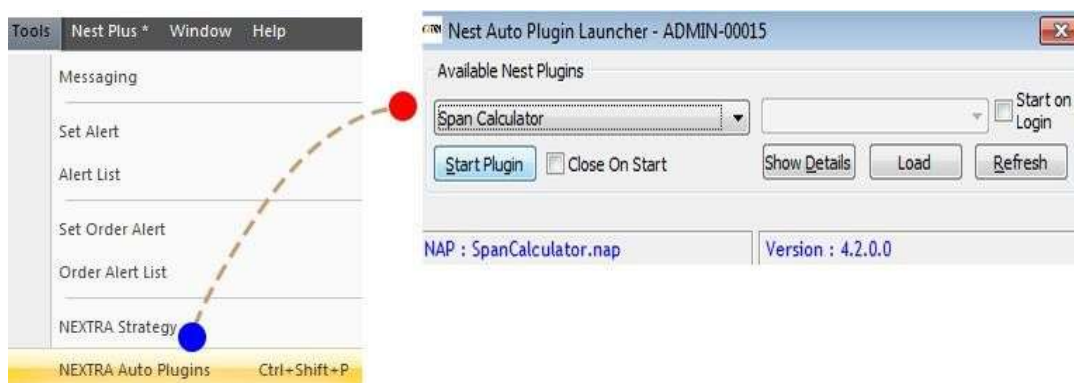 Tools Nest Plus * Window Help
Messaging
Set Alert
Alert List
Set Order Alert
Order Alert List
NEXTRA Strategy
NEXTRA Auto Plugins Ctrl+Shift+P
Nest Auto Plugin Launcher - ADMIN-00015
Available Nest Plugins
Span Calculator
Start on
Login
Start Plugin Close On Start Show Details Load Refresh
NAP : SpanCalculator.nap Version : 4.2.0.0